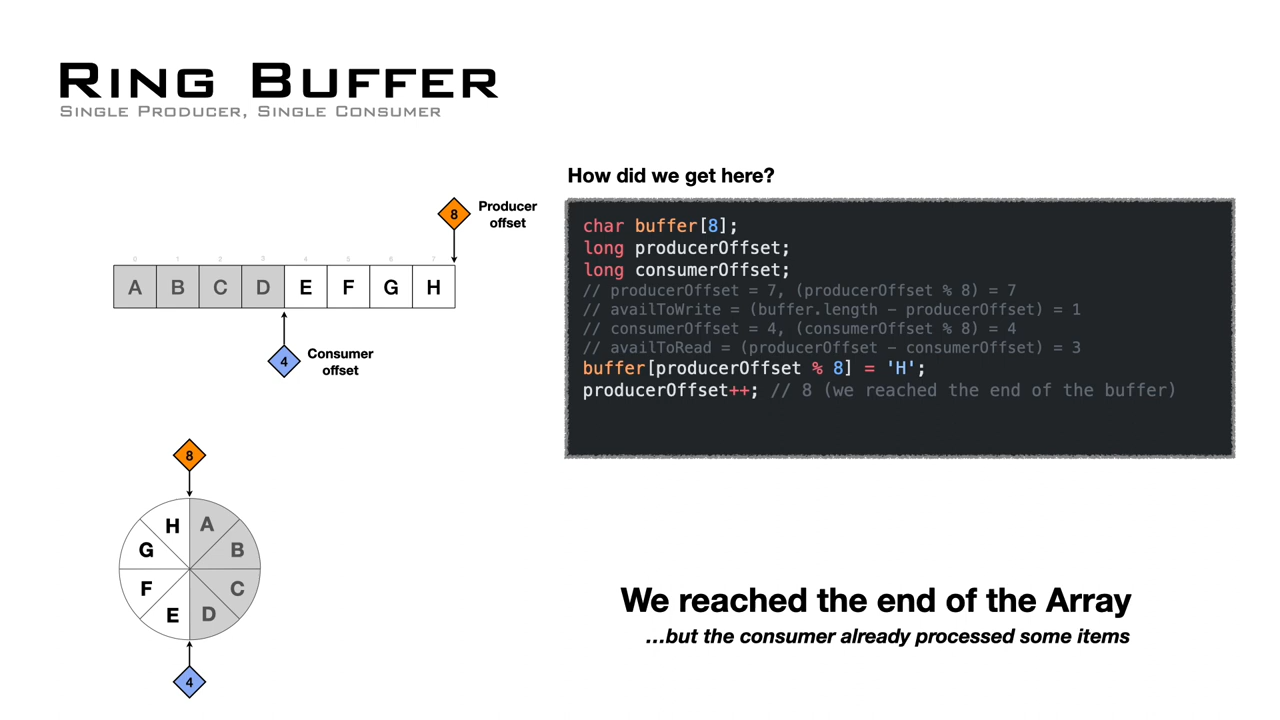 RING BUFFER
SINGLE PRODUCER, SINGLE CONSUMER
8
Producer
offset
0 1 2 3 4 5 6 7
A B C D E F G H
4
Consumer
offset
8
H A
G B
F C
E D
4
How did we get here?
char buffer[8];
long producerOffset;
long consumerOffset;
// producerOffset = 7, (producerOffset % 8) = 7
// availToWrite = (buffer.length - producerOffset) = 1
// consumerOffset = 4, (consumerOffset % 8) = 4
// availToRead = (producerOffset - consumerOffset) = 3
buffer[producerOffset % 8] = 'H';
producerOffset++; // 8 (we reached the end of the buffer)
We reached the end of the Array
…but the consumer already processed some items